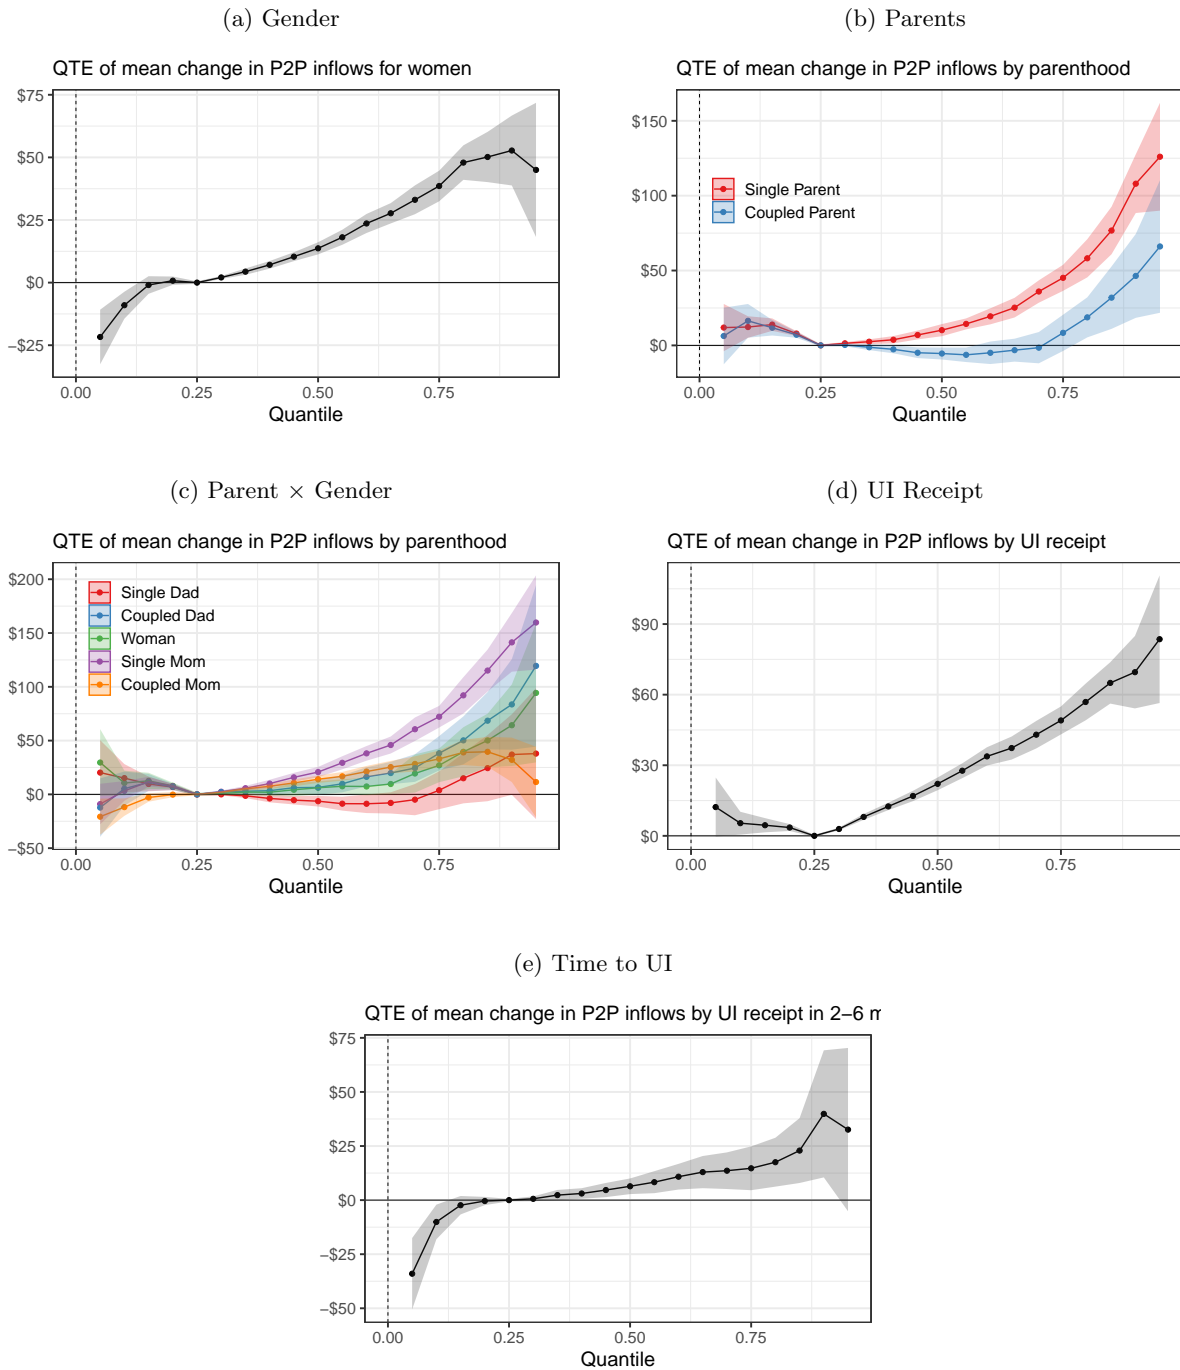 (a) Gender
QTE of mean change in P2P inflows for women
$75
$50
$25
$0
−$25
0.00 0.25 0.50 0.75
Quantile
(b) Parents
QTE of mean change in P2P inflows by parenthood
$150
$100
$50
$0
Single Parent
Coupled Parent
0.00 0.25 0.50 0.75
Quantile
(c) Parent × Gender
QTE of mean change in P2P inflows by parenthood
$200
$150
$100
$50
$0
−$50
Single Dad
Coupled Dad
Woman
Single Mom
Coupled Mom
0.00 0.25 0.50 0.75
Quantile
(d) UI Receipt
QTE of mean change in P2P inflows by UI receipt
$90
$60
$30
$0
0.00 0.25 0.50 0.75
Quantile
(e) Time to UI
QTE of mean change in P2P inflows by UI receipt in 2−6 m
$75
$50
$25
$0
−$25
−$50
0.00 0.25 0.50 0.75
Quantile